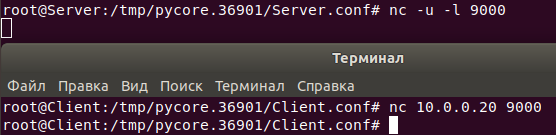 root@Server:/tmp/pycore.36901/Server.conf# nc -u -l 9000
Терминал
Файл Правка Вид Поиск Терминал Справка
root@Client:/tmp/pycore.36901/Client.conf# nc 10.0.0.20 9000
root@Client:/tmp/pycore.36901/Client.conf#